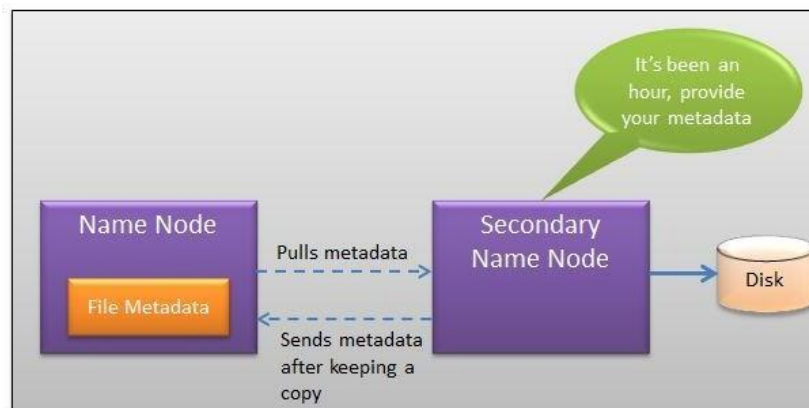 It's been an
hour, provide
your metadata
Name Node
File Metadata
Pulls metadata
Sends metadata
after keeping a
copy
Secondary
Name Node
Disk